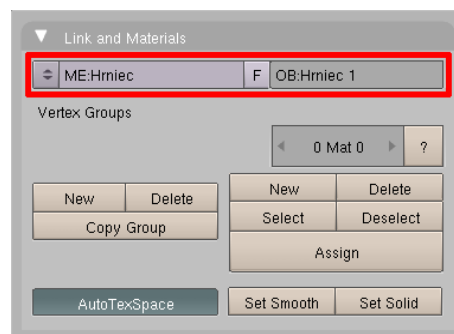 Link and Materials
ME:Hrniec F OB:Hrniec 1
Vertex Groups
0 Mat 0 ?
New Delete New Delete
Copy Group Select Deselect
Assign
AutoTexSpace Set Smooth Set Solid